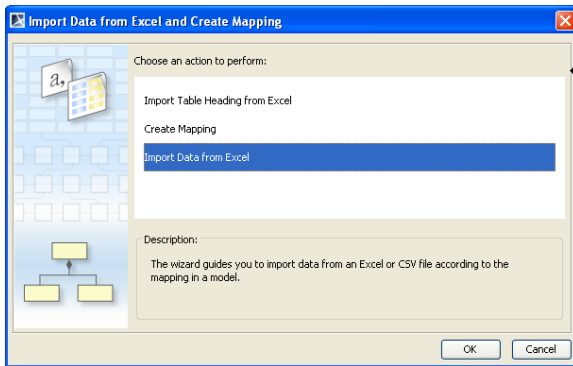 Import Data from Excel and Create Mapping
Choose an action to perform:
a,
Import Table Heading from Excel
Create Mapping
Import Data from Excel
Description:
The wizard guides you to import data from an Excel or CSV file according to the
mapping in a model.
OK
Cancel